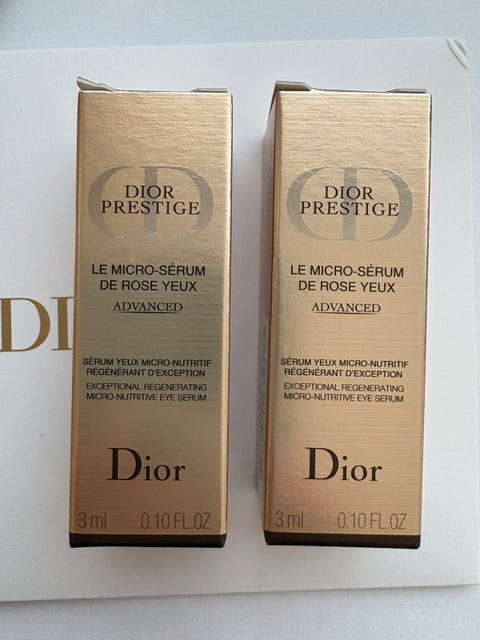 DIOR
PRESTIGE
LE MICRO-SÉRUM
DE ROSE YEUX
ADVANCED
SÉRUM YEUX MICRO-NUTRITIF
RÉGÉNÉRANT D'EXCEPTION
EXCEPTIONAL REGENERATING
MICRO-NUTRITIVE EYE SERUM
Dior
3 ml 0.10 FL.OZ
DIOR
PRESTIGE
LE MICRO-SÉRUM
DE ROSE YEUX
ADVANCED
SÉRUM YEUX MICRO-NUTRITIF
RÉGÉNÉRANT D'EXCEPTION
EXCEPTIONAL REGENERATING
MICRO-NUTRITIVE EYE SERUM
Dior
3 ml 0.10 FL.OZ